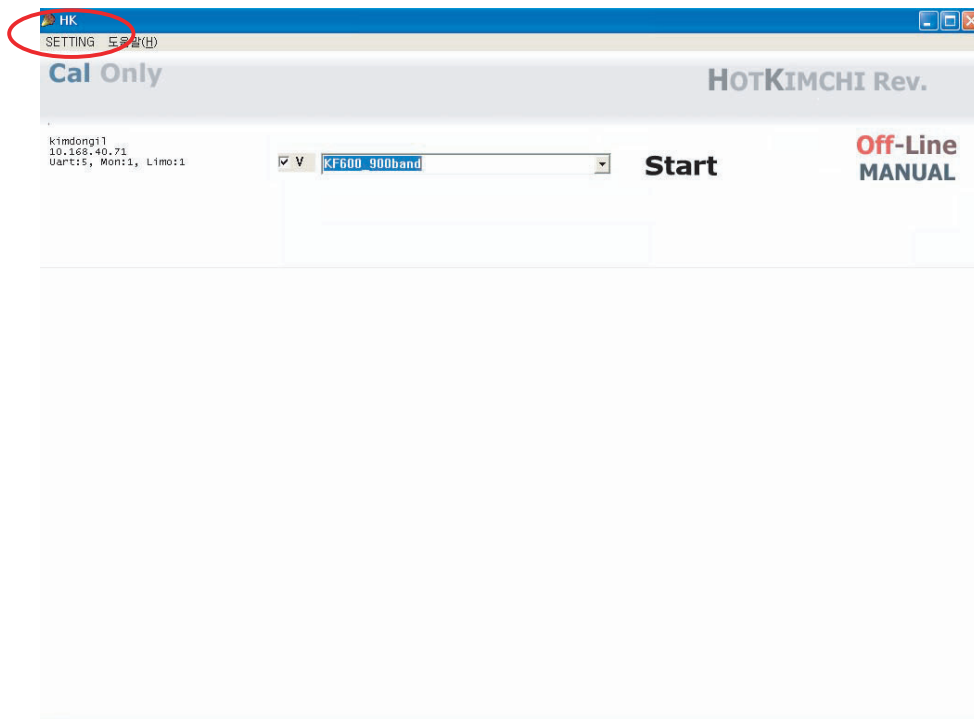 HK
SETTING 도움말(H)
Cal Only
HOTKIMCHI Rev.
kimdongil
10.168.40.71
Uart:5, Mon:1, Limo:1
V KF600_900band
Start
Off-Line
MANUAL